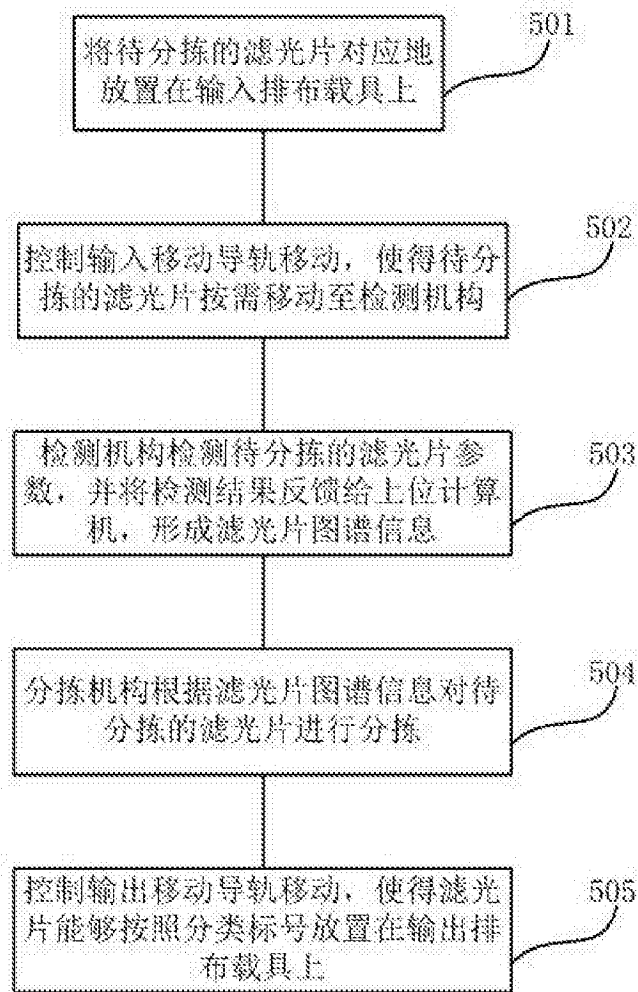 将待分拣的滤光片对应地
放置在输入排布载具上
501
控制输入移动导轨移动，使得待分
拣的滤光片按需移动至检测机构
502
检测机构检测待分拣的滤光片参
数，并将检测结果反馈给上位计算
机，形成滤光片图谱信息
503
分拣机构根据滤光片图谱信息对待
分拣的滤光片进行分拣
504
控制输出移动导轨移动，使得滤光
片能够按照分类标号放置在输出排
布载具上
505